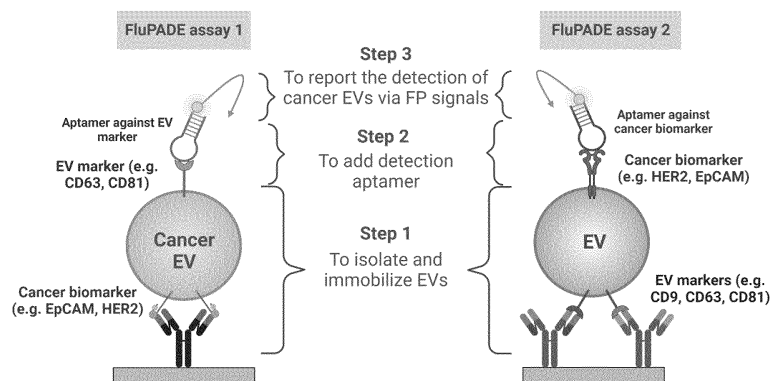 FluPADE assay 1
FluPADE assay 2
Step 3
To report the detection of
cancer EVs via FP signals
Aptamer against EV
marker
Aptamer against
cancer biomarker
Step 2
To add detection
aptamer
EV marker (e.g.
CD63, CD81)
Cancer biomarker
(e.g. HER2, EpCAM)
Cancer
EV
Step 1
To isolate and
immobilize EVs
EV
Cancer biomarker
(e.g. EpCAM, HER2)
EV markers (e.g.
CD9, CD63, CD81)